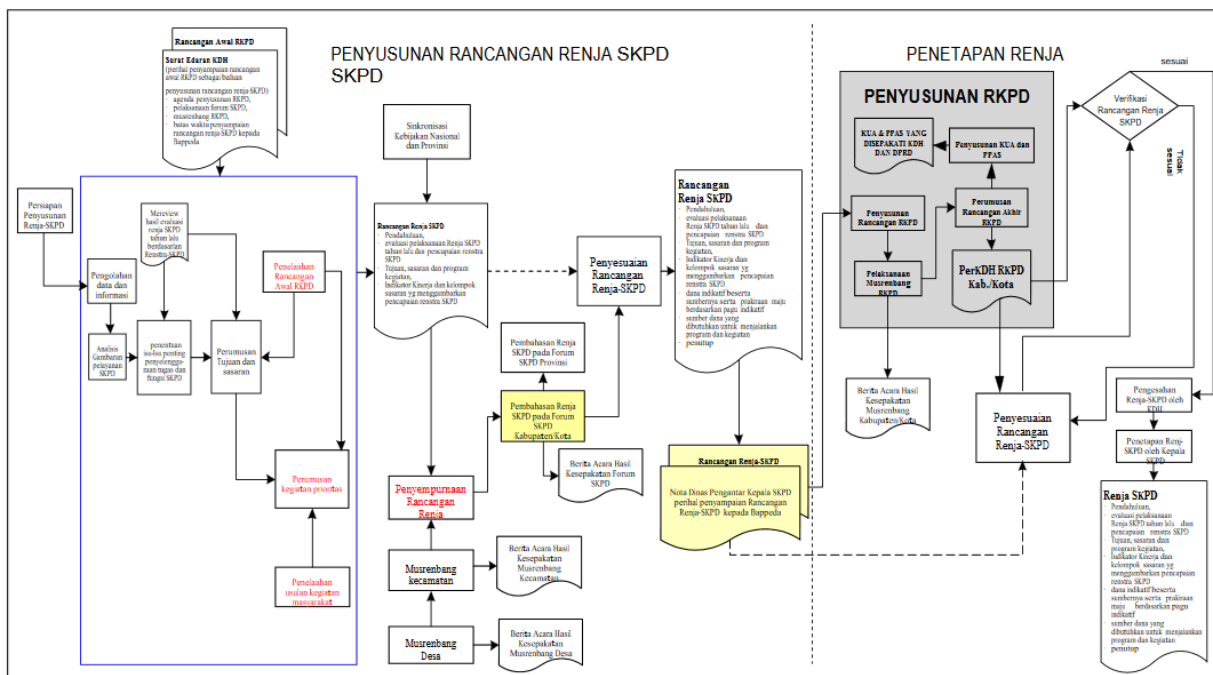 Rancangan Awal RKPD
Surat Edaran KDH
(perihal penyampaian rancangan
awal RKPD sebagai bahan
penyusunan rancangan renja-SKPD)
· agenda penyusunan RKPD,
· pelaksanaan forum SKPD,
· musrenbang RKPD,
· batas waktu penyampaian
rancangan renja-SKPD kepada
Bappeda
PENYUSUNAN RANCANGAN RENJA SKPD
SKPD
PENETAPAN RENJA
Persiapan
Penyusunan
Renja-SKPD
Pengolahan
data dan
informasi
Analisis
Gambaran
pelayanan
SKPD
Mereview
hasil evaluasi
renja SKPD
tahun lalu
berdasarkan
Renstra-SKPD
penentuan
isu-isu penting
penyelengga-
raan tugas dan
fungsi SKPD
Perumusan
Tujuan dan
sasaran
Penelaahan
Rancangan
Awal RKPD
Perumusan
kegiatan prioritas
Penelaahan
usulan kegiatan
masyarakat
Sinkronisasi
Kebijakan Nasional
dan Provinsi
Rancangan Renja SKPD
· Pendahuluan,
· evaluasi pelaksanaan Renja SKPD
tahun lalu dan pencapaian renstra
SKPD
· Tujuan, sasaran dan program
kegiatan,
· Indikator Kinerja dan kelompok
sasaran yg menggambarkan
pencapaian renstra SKPD
Penyempurnaan
Rancangan
Renja
Musrenbang
kecamatan
Musrenbang
Desa
Berita Acara Hasil
Kesepakatan
Musrenbang
Kecamatan
Berita Acara Hasil
Kesepakatan
Musrenbang Desa
Pembahasan Renja
SKPD pada Forum
SKPD Provinsi
Pembahasan Renja
SKPD pada Forum
SKPD
Kabupaten/Kota
Berita Acara Hasil
Kesepakatan Forum
SKPD
Penyesuaian
Rancangan
Renja-SKPD
Rancangan
Renja SKPD
· Pendahuluan,
· evaluasi pelaksanaan
Renja SKPD tahun lalu dan
pencapaian renstra SKPD
· Tujuan, sasaran dan program
kegiatan,
· Indikator Kinerja dan
kelompok sasaran yg
menggambarkan pencapaian
renstra SKPD
· dana indikatif beserta
sumbernya serta prakiraan maju
berdasarkan pagu indikatif
· sumber dana yang
dibutuhkan untuk menjalankan
program dan kegiatan
· penutup
Rancangan Renja-SKPD
Nota Dinas Pengantar Kepala SKPD
perihal penyampaian Rancangan
Renja-SKPD kepada Bappeda
PENYUSUNAN RKPD
KUA & PPAS YANG
DISEPAKATI KDH
DAN DPRD
Penyusunan KUA dan
PPAS
Penyusunan
Rancangan RKPD
Perumusan
Rancangan Akhir
RKPD
Pelaksanaan
Musrenbang
RKPD
PerKDH RKPD
Kab./Kota
Berita Acara Hasil
Kesepakatan
Musrenbang
Kabupaten/Kota
Penyesuaian
Rancangan
Renja-SKPD
sesuai
Verifikasi
Rancangan Renja
SKPD
Tidak
sesuai
Pengesahan
Renja-SKPD oleh
KDH
Penetapan Renj-
SKPD oleh Kepala
SKPD
Renja SKPD
· Pendahuluan,
· evaluasi pelaksanaan
Renja SKPD tahun lalu dan
pencapaian renstra SKPD
· Tujuan, sasaran dan
program kegiatan,
· Indikator Kinerja dan
kelompok sasaran yg
menggambarkan pencapaian
renstra SKPD
· dana indikatif beserta
sumbernya serta prakiraan
maju berdasarkan pagu
indikatif
· sumber dana yang
dibutuhkan untuk menjalankan
program dan kegiatan
· penutup